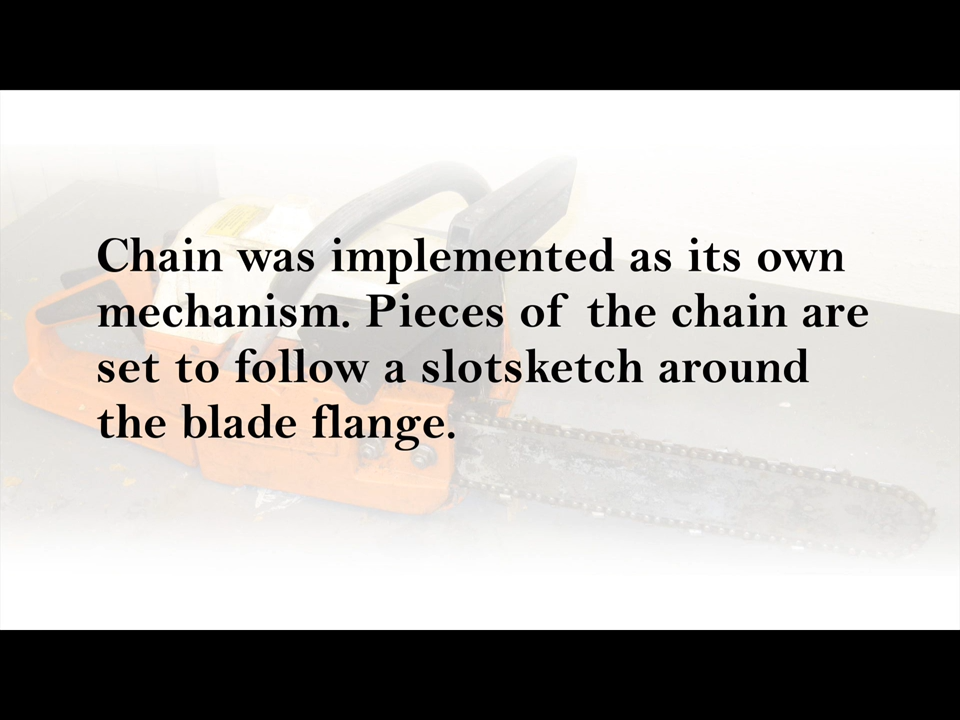 Chain was implemented as its own
mechanism. Pieces of the chain are
set to follow a slotsketch around
the blade flange.